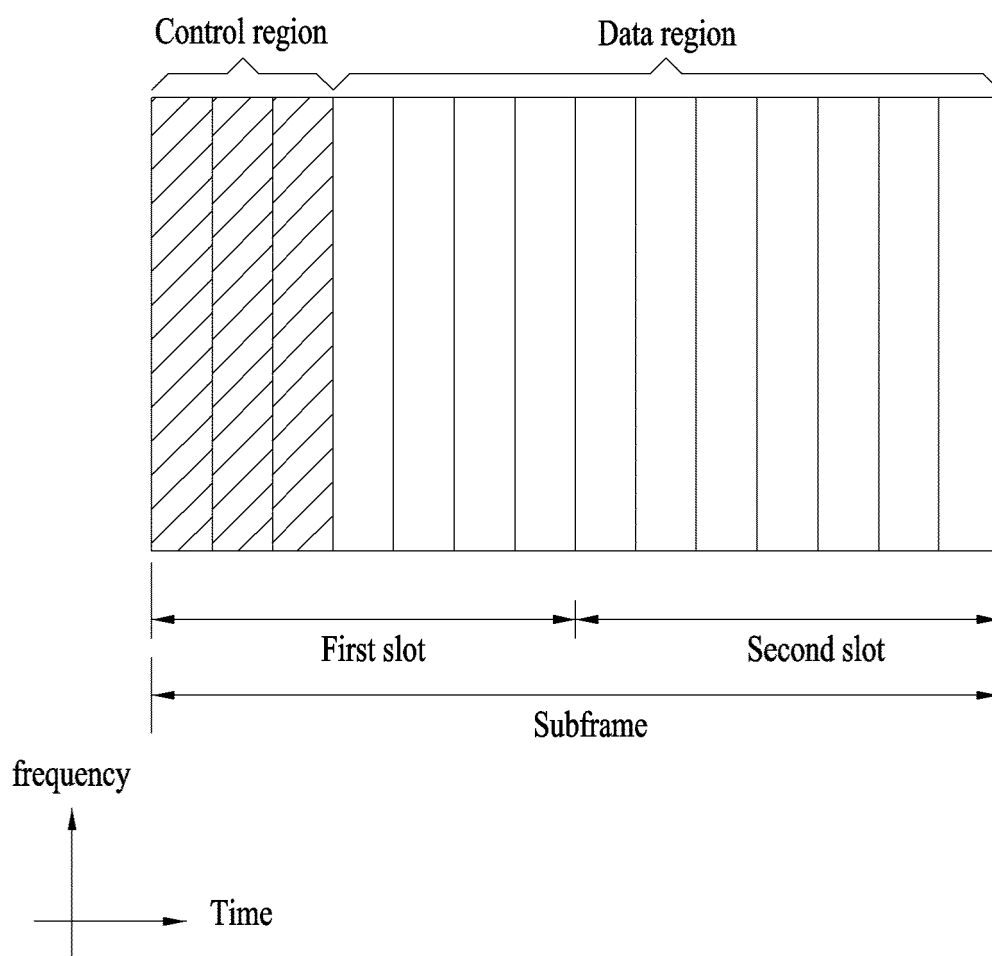 Control region
Data region
First slot
Second slot
Subframe
frequency
Time